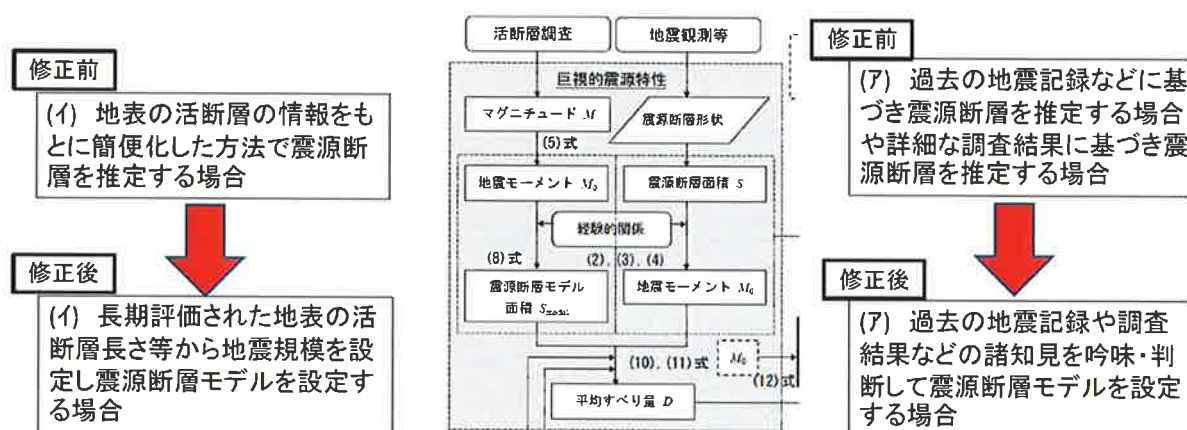 修正前
(イ) 地表の活断層の情報をも
とに簡便化した方法で震源断
層を推定する場合
修正後
(イ) 長期評価された地表の活
断層長さ等から地震規模を設
定し震源断層モデルを設定す
る場合
活断層調査
地震観測等
巨視的震源特性
マグニチュード M
震源断層形状
(5)式
地震モーメント M₀
震源断層面積 S
経験的関係
(8)式
(2), (3), (4)
震源断層モデル
面積 Smodel
地震モーメント M₀
(10), (11)式
M₀
(12)式
平均すべり量 D
修正前
(ア) 過去の地震記録などに基
づき震源断層を推定する場合
や詳細な調査結果に基づき震
源断層を推定する場合
修正後
(ア) 過去の地震記録や調査
結果などの諸知見を吟味・判
断して震源断層モデルを設定
する場合